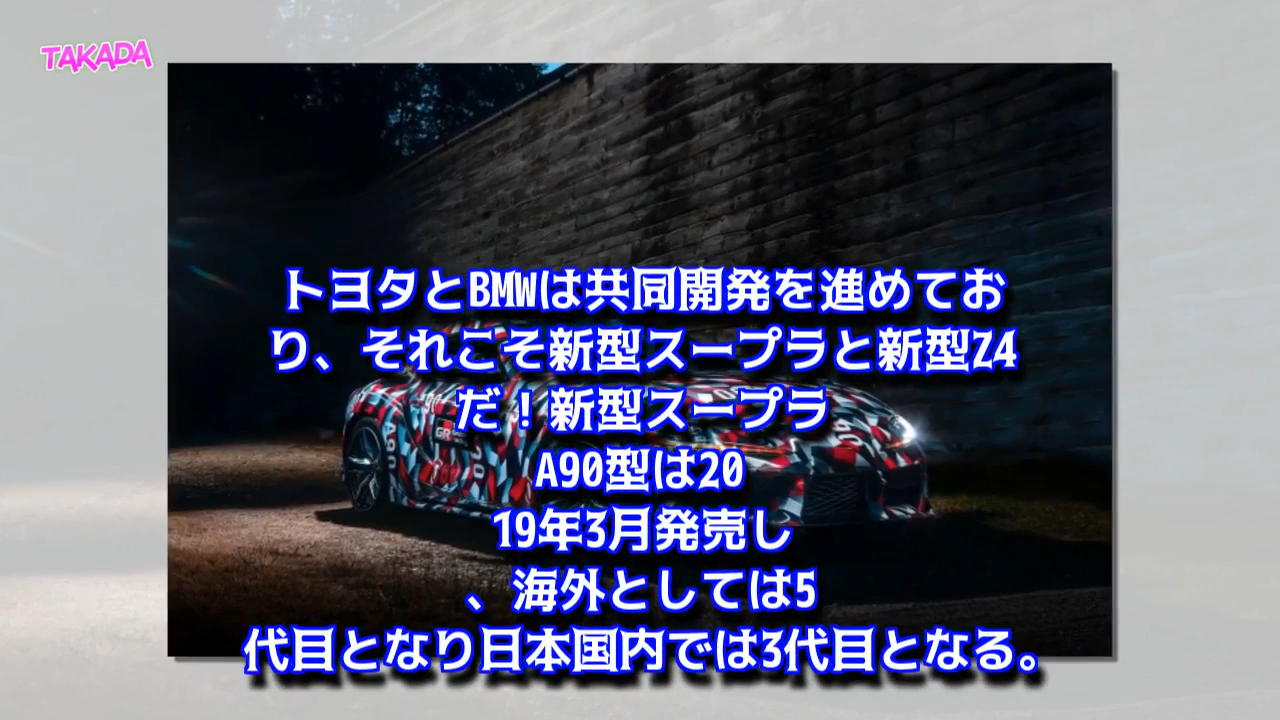 TAKADA
トヨタとBMWは共同開発を進めてお
り、それこそ新型スープラと新型Z4
だ！新型スープラ
A90型は20
19年3月発売し
、海外としては5
代目となり日本国内では3代目となる。
A90
GR
90